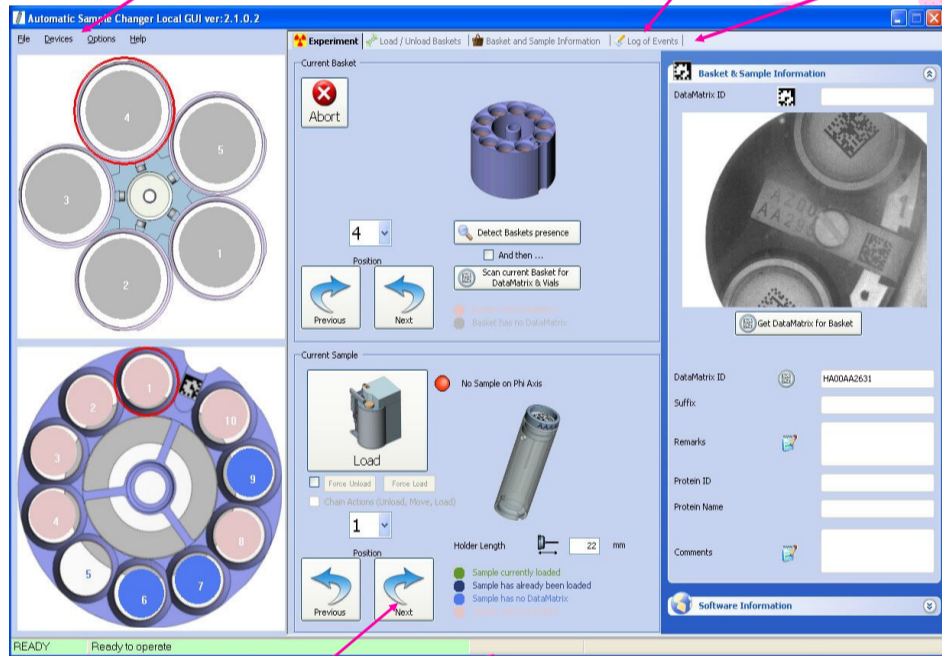 Automatic Sample Changer Local GUI ver: 2.1.0.2
File Devices Options Help
Experiment Load / Unload Baskets Basket and Sample Information Log of Events
4
5
3
1
2
Current Basket
Abort
4
Position
Previous
Next
Detect Baskets presence
And then ...
Scan current Basket for
DataMatrix & Vials
Basket has no DataMatrix
1
2
10
3
9
4
8
5
6
7
Current Sample
Load
No Sample on Phi Axis
Force Unload Force Load
Chain Actions (Unload, Move, Load)
1
Position
Previous
Next
Holder Length 22 mm
Sample currently loaded
Sample has already been loaded
Sample has no DataMatrix
Basket & Sample Information
DataMatrix ID
1
Get DataMatrix for Basket
DataMatrix ID HA00AA2631
Suffix
Remarks
Protein ID
Protein Name
Comments
Software Information
READY Ready to operate